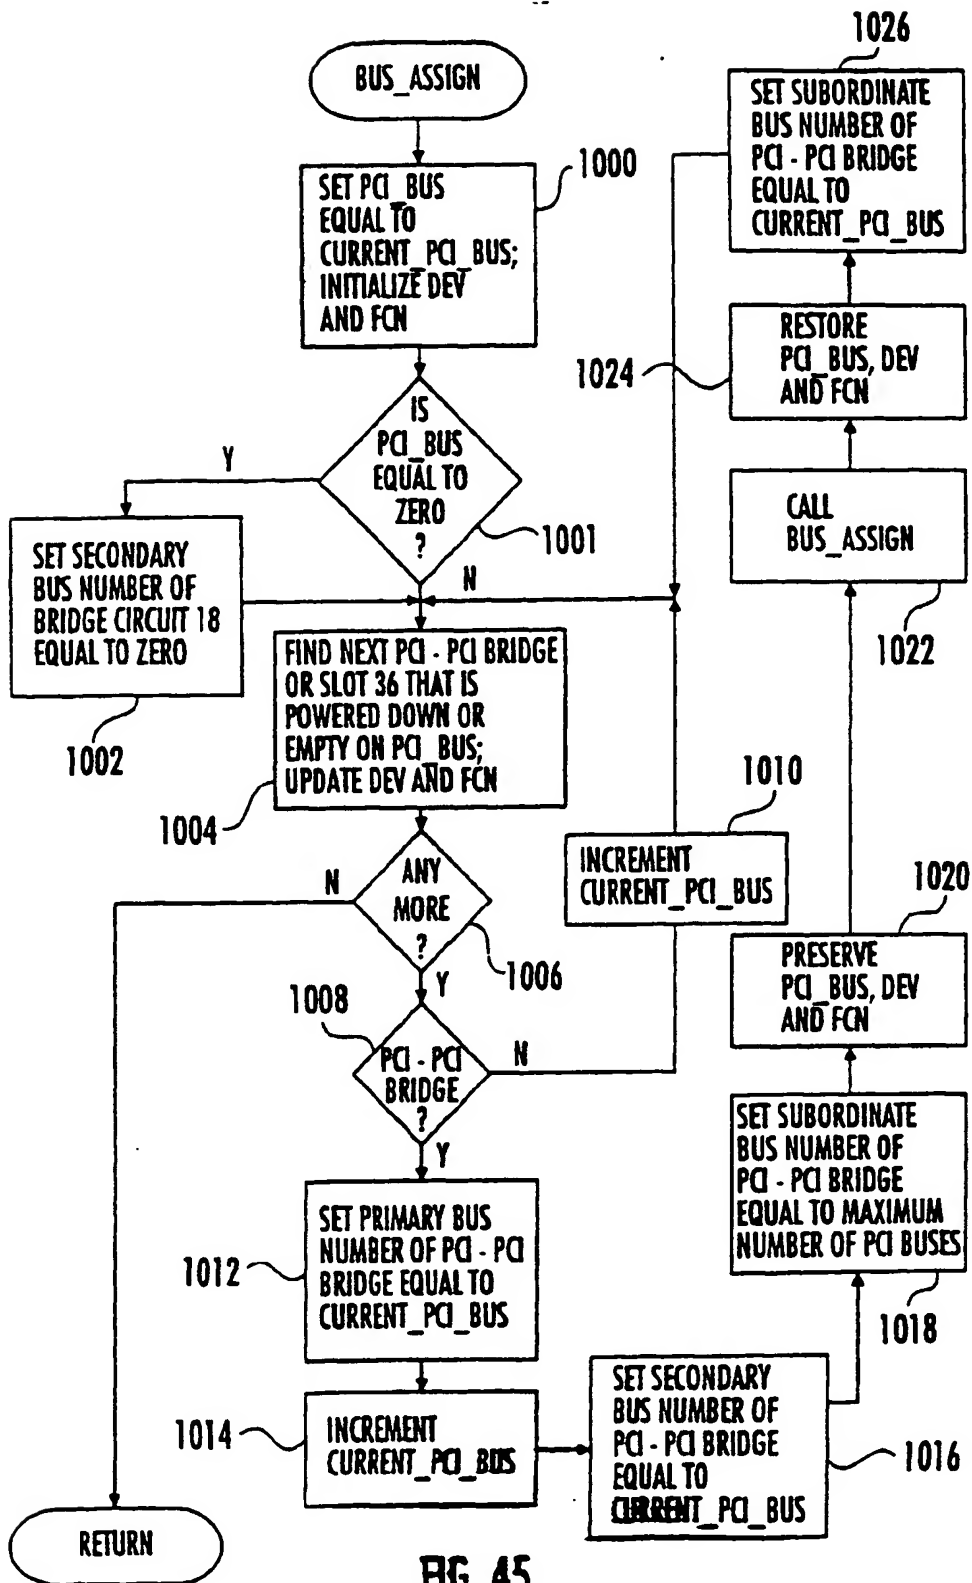 BUS_ASSIGN
1000
SET PCI_BUS
EQUAL TO
CURRENT_PCI_BUS;
INITIALIZE DEV
AND FCN
IS
PCI_BUS
EQUAL TO
ZERO
?
1001
Y
N
SET SECONDARY
BUS NUMBER OF
BRIDGE CIRCUIT 18
EQUAL TO ZERO
1002
FIND NEXT PCI - PCI BRIDGE
OR SLOT 36 THAT IS
POWERED DOWN OR
EMPTY ON PCI_BUS;
UPDATE DEV AND FCN
1004
ANY
MORE
?
1006
N
Y
1008
PCI - PCI
BRIDGE
?
N
Y
1010
INCREMENT
CURRENT_PCI_BUS
SET PRIMARY BUS
NUMBER OF PCI - PCI
BRIDGE EQUAL TO
CURRENT_PCI_BUS
1012
INCREMENT
CURRENT_PCI_BUS
1014
SET SECONDARY
BUS NUMBER OF
PCI - PCI BRIDGE
EQUAL TO
CURRENT_PCI_BUS
1016
SET SUBORDINATE
BUS NUMBER OF
PCI - PCI BRIDGE
EQUAL TO MAXIMUM
NUMBER OF PCI BUSES
1018
1020
PRESERVE
PCI_BUS, DEV
AND FCN
CALL
BUS_ASSIGN
1022
RESTORE
PCI_BUS, DEV
AND FCN
1024
1026
SET SUBORDINATE
BUS NUMBER OF
PCI - PCI BRIDGE
EQUAL TO
CURRENT_PCI_BUS
RETURN
FIG. 45